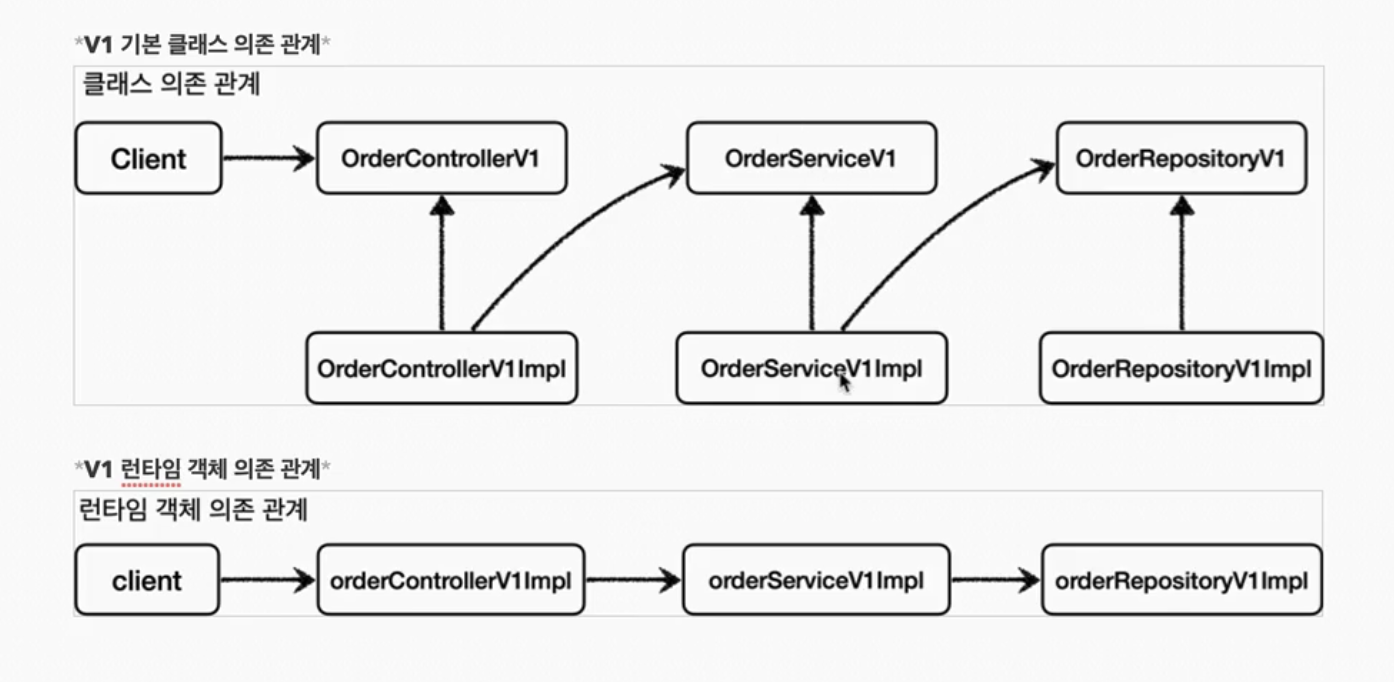 *V1 기본 클래스 의존 관계*
클래스 의존 관계
Client
OrderControllerV1
OrderServiceV1
OrderRepositoryV1
OrderControllerV1Impl
OrderServiceV1Impl
OrderRepositoryV1Impl
*V1 런타임 객체 의존 관계*
런타임 객체 의존 관계
client
orderControllerV1Impl
orderServiceV1Impl
orderRepositoryV1Impl